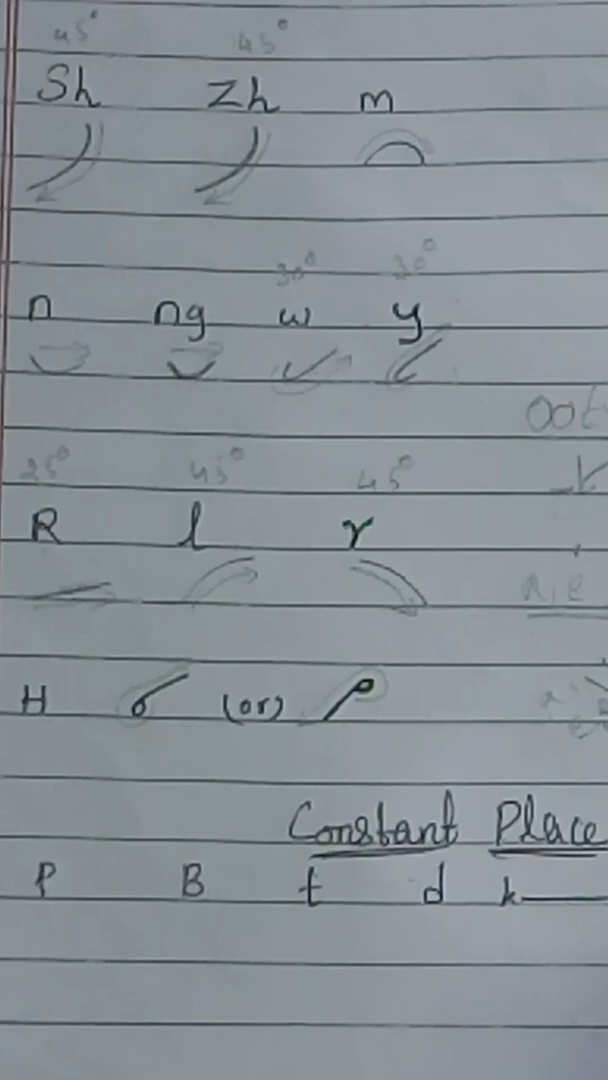 45° 45°
Sh Zh m
30° 30°
n ng w y
25° 45° 45°
R l r
H (or)
Constant Place
P B t d k